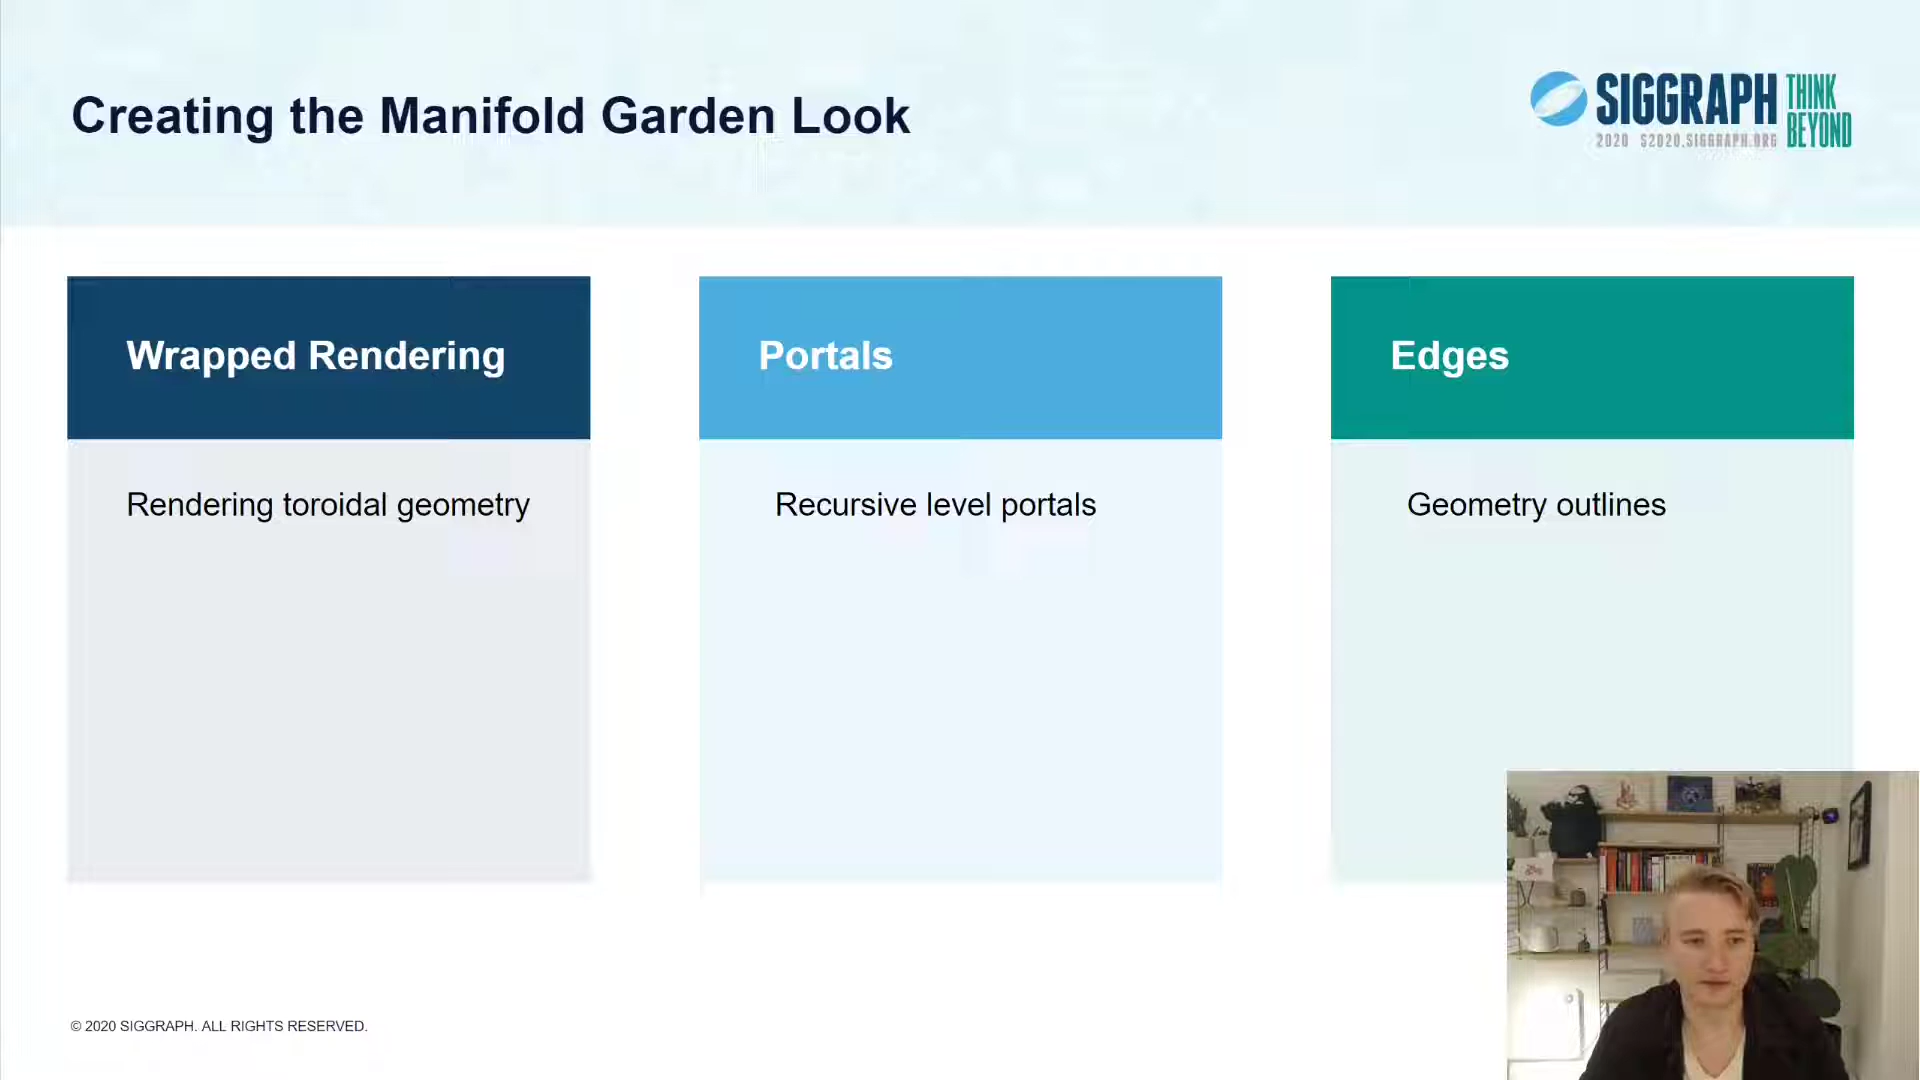 Creating the Manifold Garden Look
SIGGRAPH THINK BEYOND
2020 S2020.SIGGRAPH.ORG
Wrapped Rendering
Rendering toroidal geometry
Portals
Recursive level portals
Edges
Geometry outlines
© 2020 SIGGRAPH. ALL RIGHTS RESERVED.